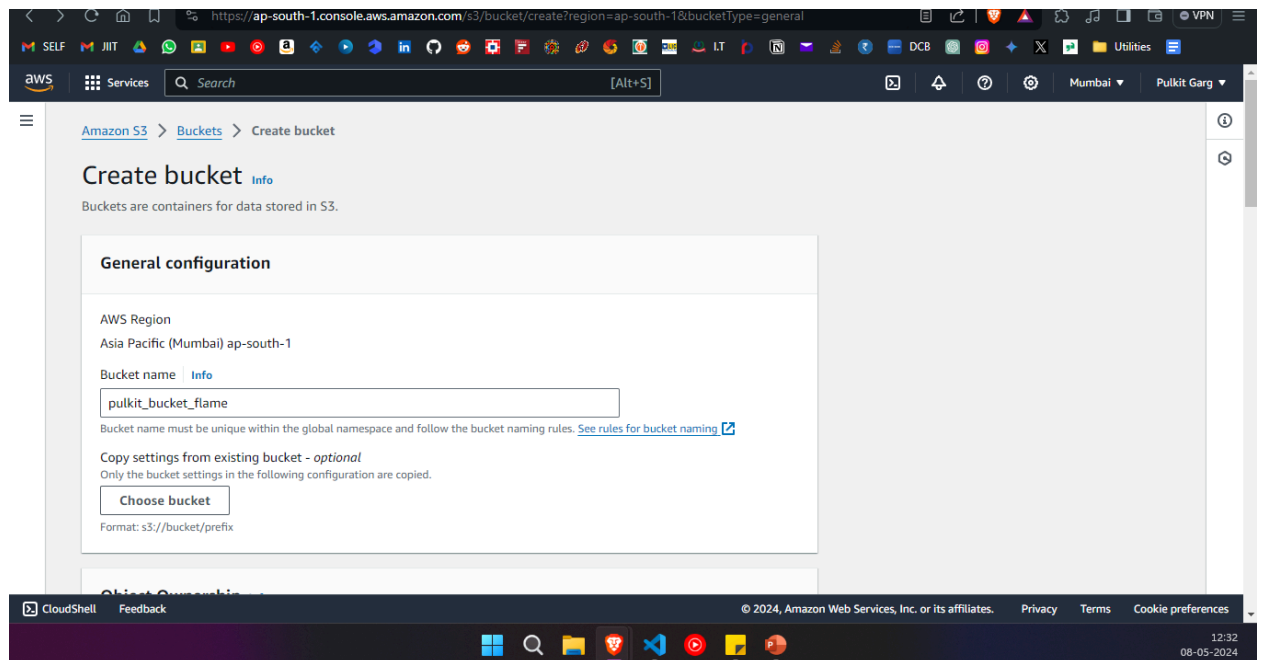 https://ap-south-1.console.aws.amazon.com/s3/bucket/create?region=ap-south-1&bucketType=general
VPN
SELF JIIT in I.T DCB Utilities
aws Services Search [Alt+S] Mumbai ▼ Pulkit Garg ▼
Amazon S3 > Buckets > Create bucket
Create bucket Info
Buckets are containers for data stored in S3.
General configuration
AWS Region
Asia Pacific (Mumbai) ap-south-1
Bucket name Info
pulkit_bucket_flame
Bucket name must be unique within the global namespace and follow the bucket naming rules. See rules for bucket naming
Copy settings from existing bucket - optional
Only the bucket settings in the following configuration are copied.
Choose bucket
Format: s3://bucket/prefix
Object Ownership
CloudShell Feedback © 2024, Amazon Web Services, Inc. or its affiliates. Privacy Terms Cookie preferences
12:32
08-05-2024